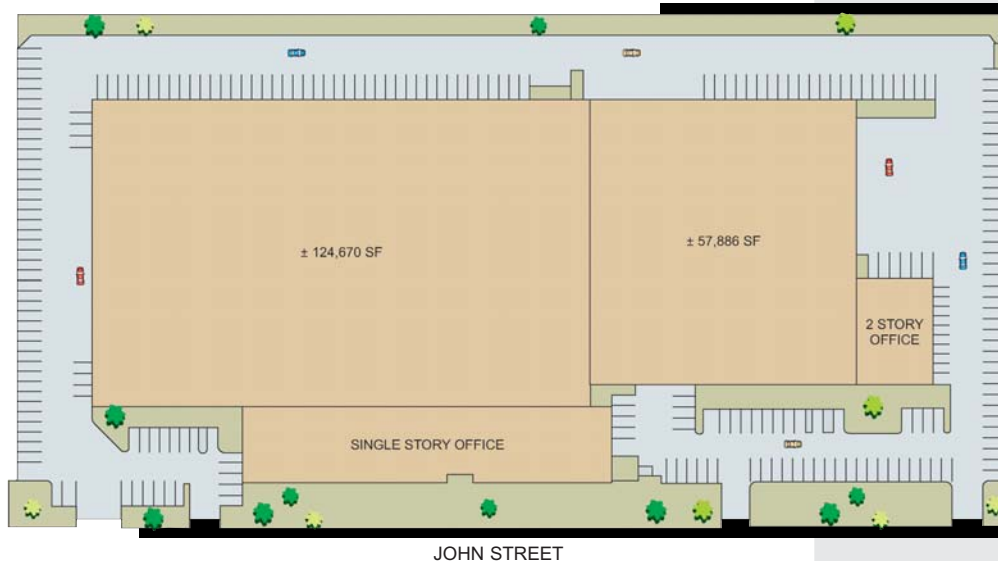 ± 124,670 SF
± 57,886 SF
2 STORY
OFFICE
SINGLE STORY OFFICE
JOHN STREET